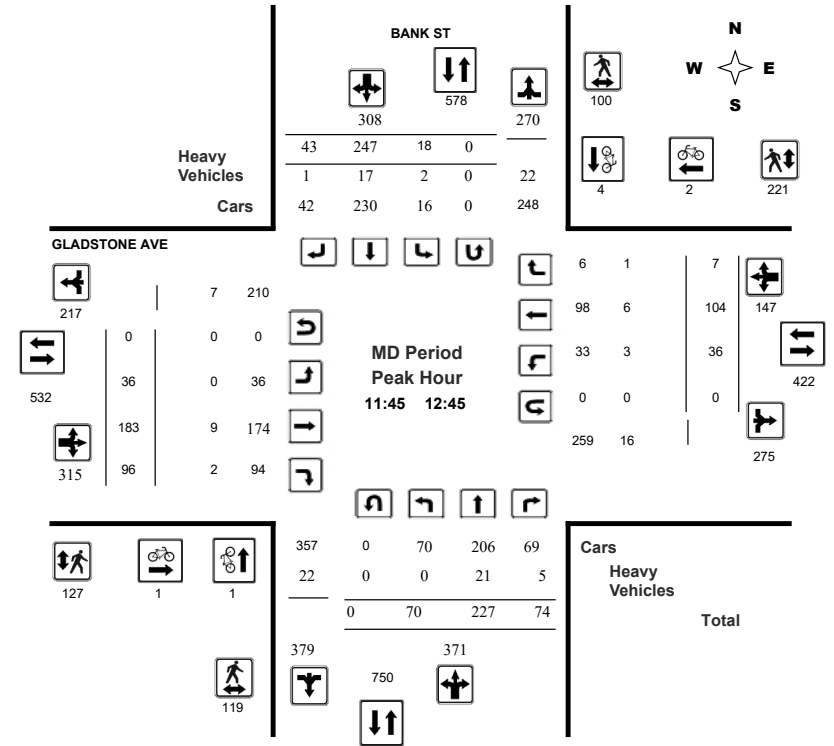 BANK ST
N
W E
S
578
100
308
270
43 247 18 0
Heavy
Vehicles
1 17 2 0 22
Cars
42 230 16 0 248
4 2 221
GLADSTONE AVE
217
7 210
6 1 7
147
0 0 0
98 6 104
532
36 0 36
33 3 36
422
MD Period
Peak Hour
11:45 12:45
0 0 0
183 9 174
259 16
275
315
96 2 94
357 0 70 206 69
Cars
22 0 0 21 5
Heavy
Vehicles
127 1 1
0 70 227 74
Total
379 371
750
119